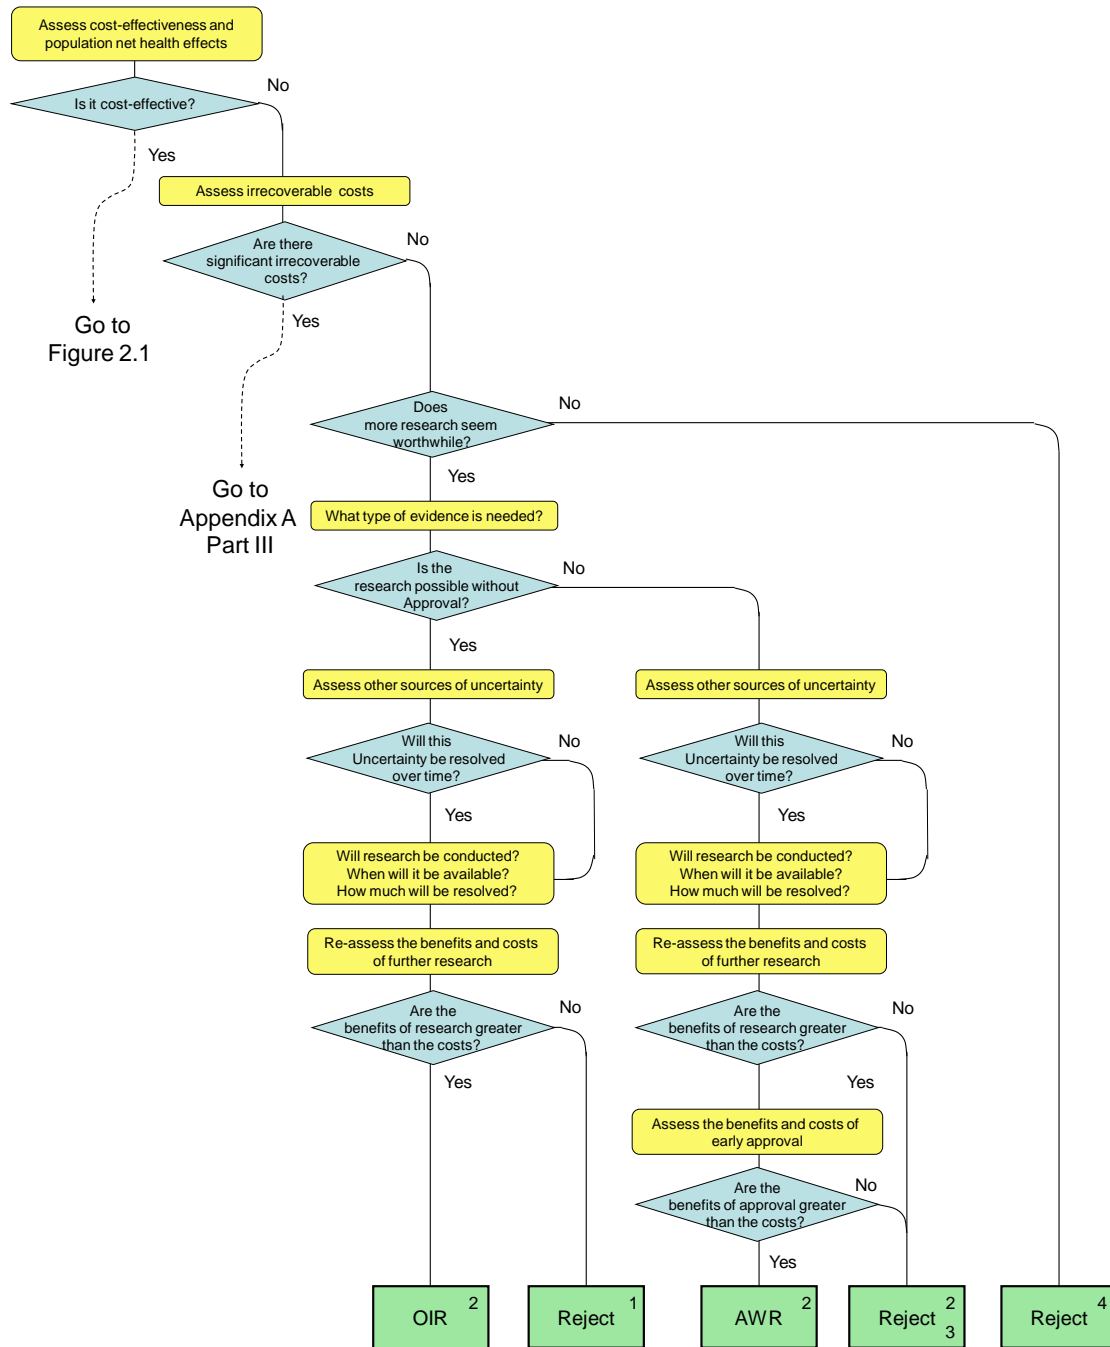 Assess cost-effectiveness and
population net health effects
No
Is it cost-effective?
Yes
Assess irrecoverable costs
No
Are there
significant irrecoverable
costs?
Go to
Figure 2.1
Yes
No
Does
more research seem
worthwhile?
Yes
Go to
Appendix A
Part III
What type of evidence is needed?
Is the
research possible without
Approval?
No
Yes
Assess other sources of uncertainty
Assess other sources of uncertainty
Will this
Uncertainty be resolved
over time?
No
Will this
Uncertainty be resolved
over time?
No
Yes
Yes
Will research be conducted?
When will it be available?
How much will be resolved?
Will research be conducted?
When will it be available?
How much will be resolved?
Re-assess the benefits and costs
of further research
Re-assess the benefits and costs
of further research
Are the
benefits of research greater
than the costs?
No
Are the
benefits of research greater
than the costs?
No
Yes
Yes
Assess the benefits and costs of
early approval
Are the
benefits of approval greater
than the costs?
No
Yes
OIR 2
Reject 1
AWR 2
Reject 2
3
Reject 4